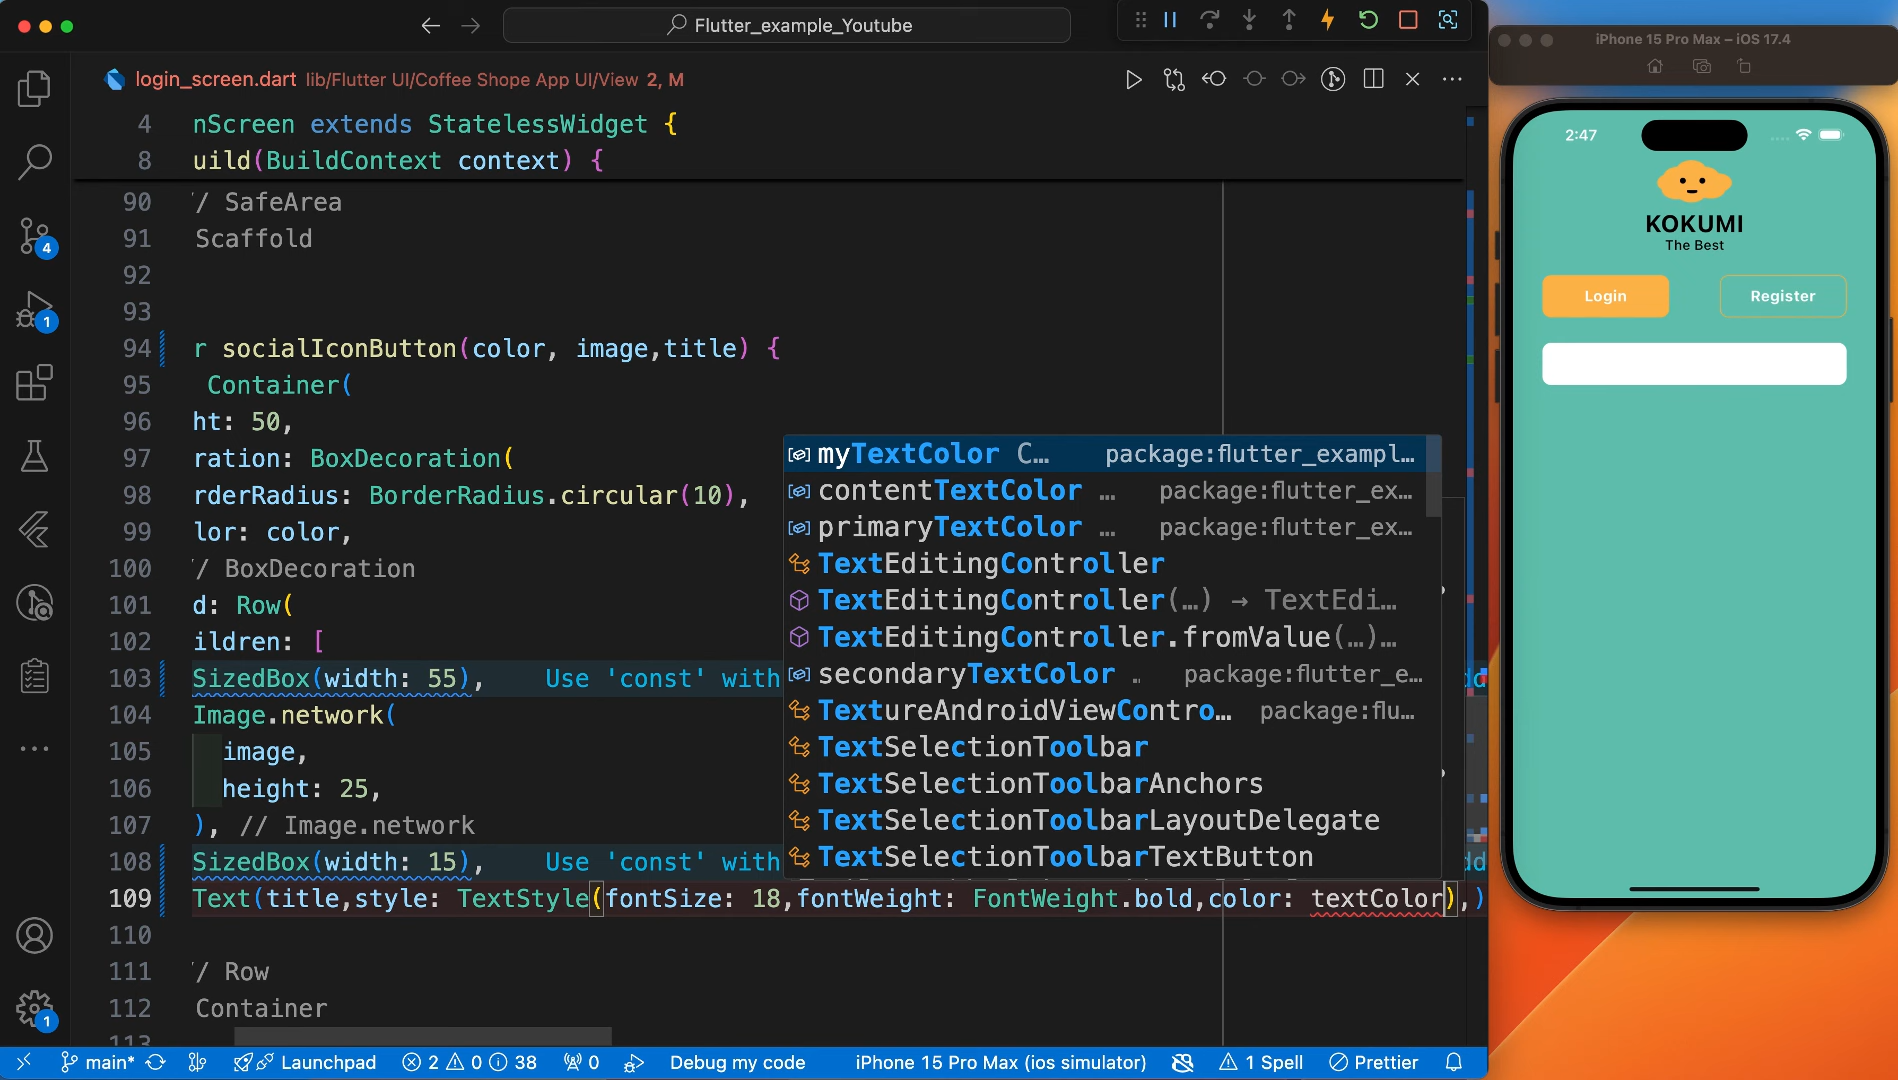 Flutter_example_Youtube
iPhone 15 Pro Max – iOS 17.4
login_screen.dart lib/Flutter UI/Coffee Shope App UI/View 2, M
4 nScreen extends StatelessWidget {
8 uild(BuildContext context) {
90 / SafeArea
91 Scaffold
92
93
94 r socialIconButton(color, image,title) {
95 Container(
96 ht: 50,
97 ration: BoxDecoration(
98 rderRadius: BorderRadius.circular(10),
99 lor: color,
100 / BoxDecoration
101 d: Row(
102 ildren: [
103 SizedBox(width: 55), Use 'const' with
104 Image.network(
105 image,
106 height: 25,
107 ), // Image.network
108 SizedBox(width: 15), Use 'const' with
109 Text(title,style: TextStyle(fontSize: 18,fontWeight: FontWeight.bold,color: textColor),)
110
111 / Row
112 Container
113
myTextColor C… package:flutter_exampl…
contentTextColor … package:flutter_ex…
primaryTextColor … package:flutter_ex…
TextEditingController
TextEditingController(…) → TextEdi…
TextEditingController.fromValue(…)…
secondaryTextColor … package:flutter_e…
TextureAndroidViewContro… package:flu…
TextSelectionToolbar
TextSelectionToolbarAnchors
TextSelectionToolbarLayoutDelegate
TextSelectionToolbarTextButton
4
1
1
2:47
KOKUMI
The Best
Login Register
main* Launchpad 2 0 38 0 Debug my code iPhone 15 Pro Max (ios simulator) 1 Spell Prettier